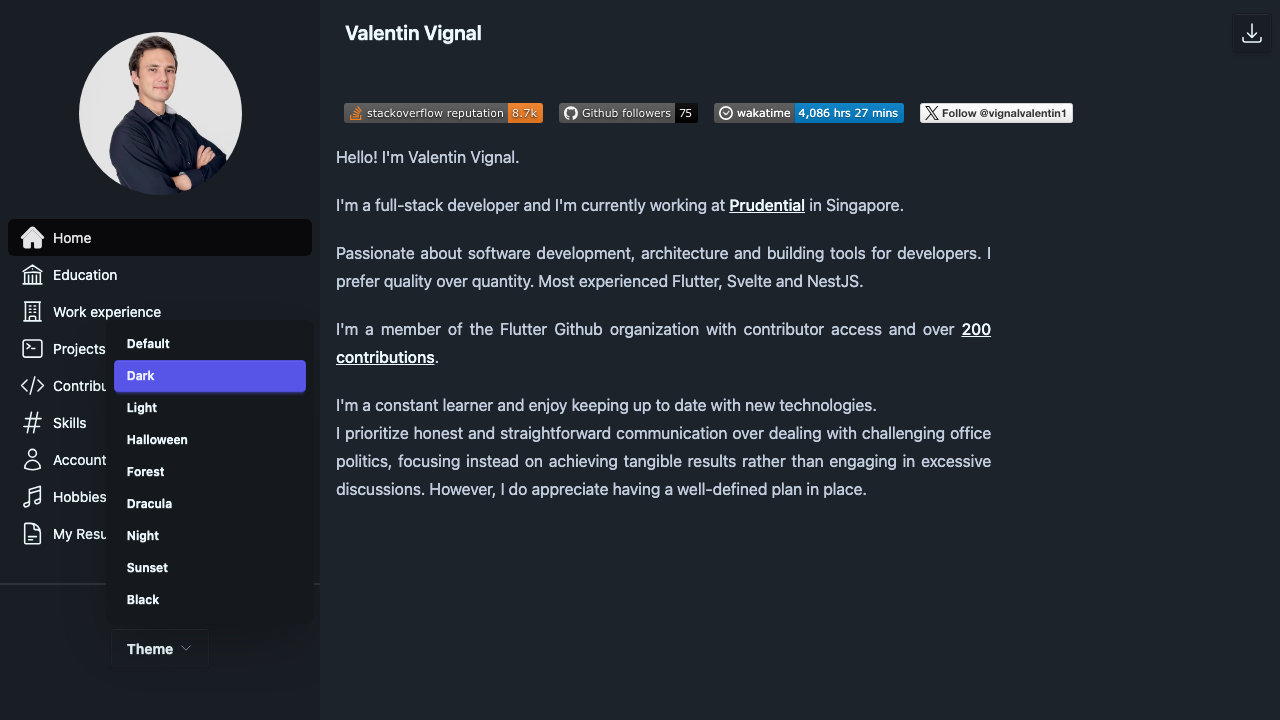 Valentin Vignal
stackoverflow reputation 8.7k
Github followers 75
wakatime 4,086 hrs 27 mins
Follow @vignalvalentin1
Hello! I'm Valentin Vignal.
I'm a full-stack developer and I'm currently working at Prudential in Singapore.
Passionate about software development, architecture and building tools for developers. I
prefer quality over quantity. Most experienced Flutter, Svelte and NestJS.
I'm a member of the Flutter Github organization with contributor access and over 200
contributions.
I'm a constant learner and enjoy keeping up to date with new technologies.
I prioritize honest and straightforward communication over dealing with challenging office
politics, focusing instead on achieving tangible results rather than engaging in excessive
discussions. However, I do appreciate having a well-defined plan in place.
Home
Education
Work experience
Projects
Contribu
Skills
Account
Hobbies
My Resu
Default
Dark
Light
Halloween
Forest
Dracula
Night
Sunset
Black
Theme